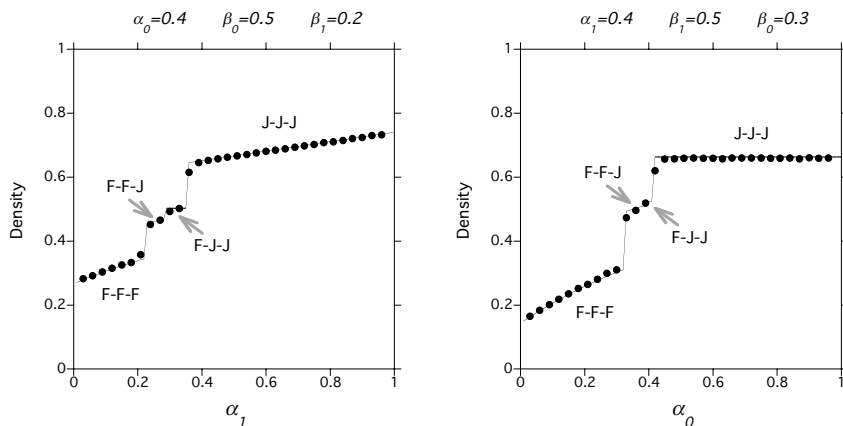 α0=0.4 β0=0.5 β1=0.2
1
0.8
0.6
0.4
0.2
0
Density
J-J-J
F-F-J
F-J-J
F-F-F
0 0.2 0.4 0.6 0.8 1
α1
α1=0.4 β1=0.5 β0=0.3
1
0.8
0.6
0.4
0.2
0
Density
J-J-J
F-F-J
F-J-J
F-F-F
0 0.2 0.4 0.6 0.8 1
α0